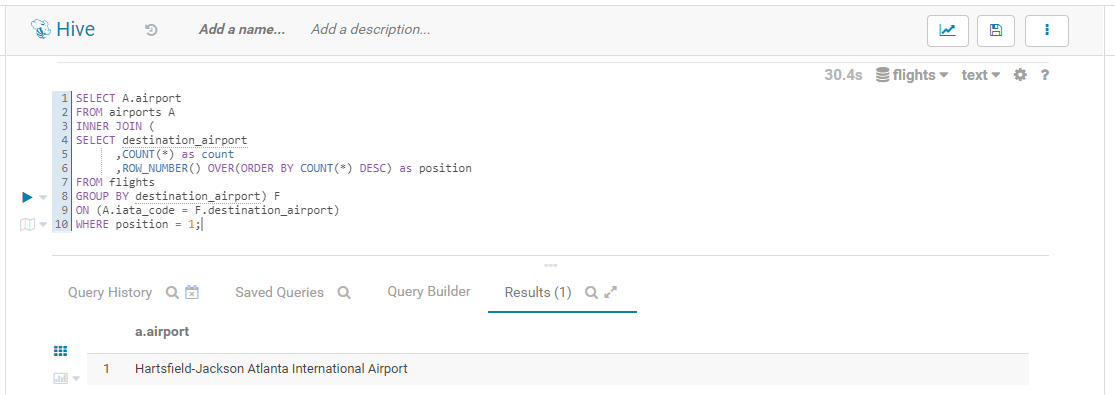 Hive Add a name... Add a description...
30.4s flights text ?
1 SELECT A.airport
2 FROM airports A
3 INNER JOIN (
4 SELECT destination_airport
5 ,COUNT(*) as count
6 ,ROW_NUMBER() OVER(ORDER BY COUNT(*) DESC) as position
7 FROM flights
8 GROUP BY destination_airport) F
9 ON (A.iata_code = F.destination_airport)
10 WHERE position = 1;
Query History Saved Queries Query Builder Results (1)
a.airport
1 Hartsfield-Jackson Atlanta International Airport